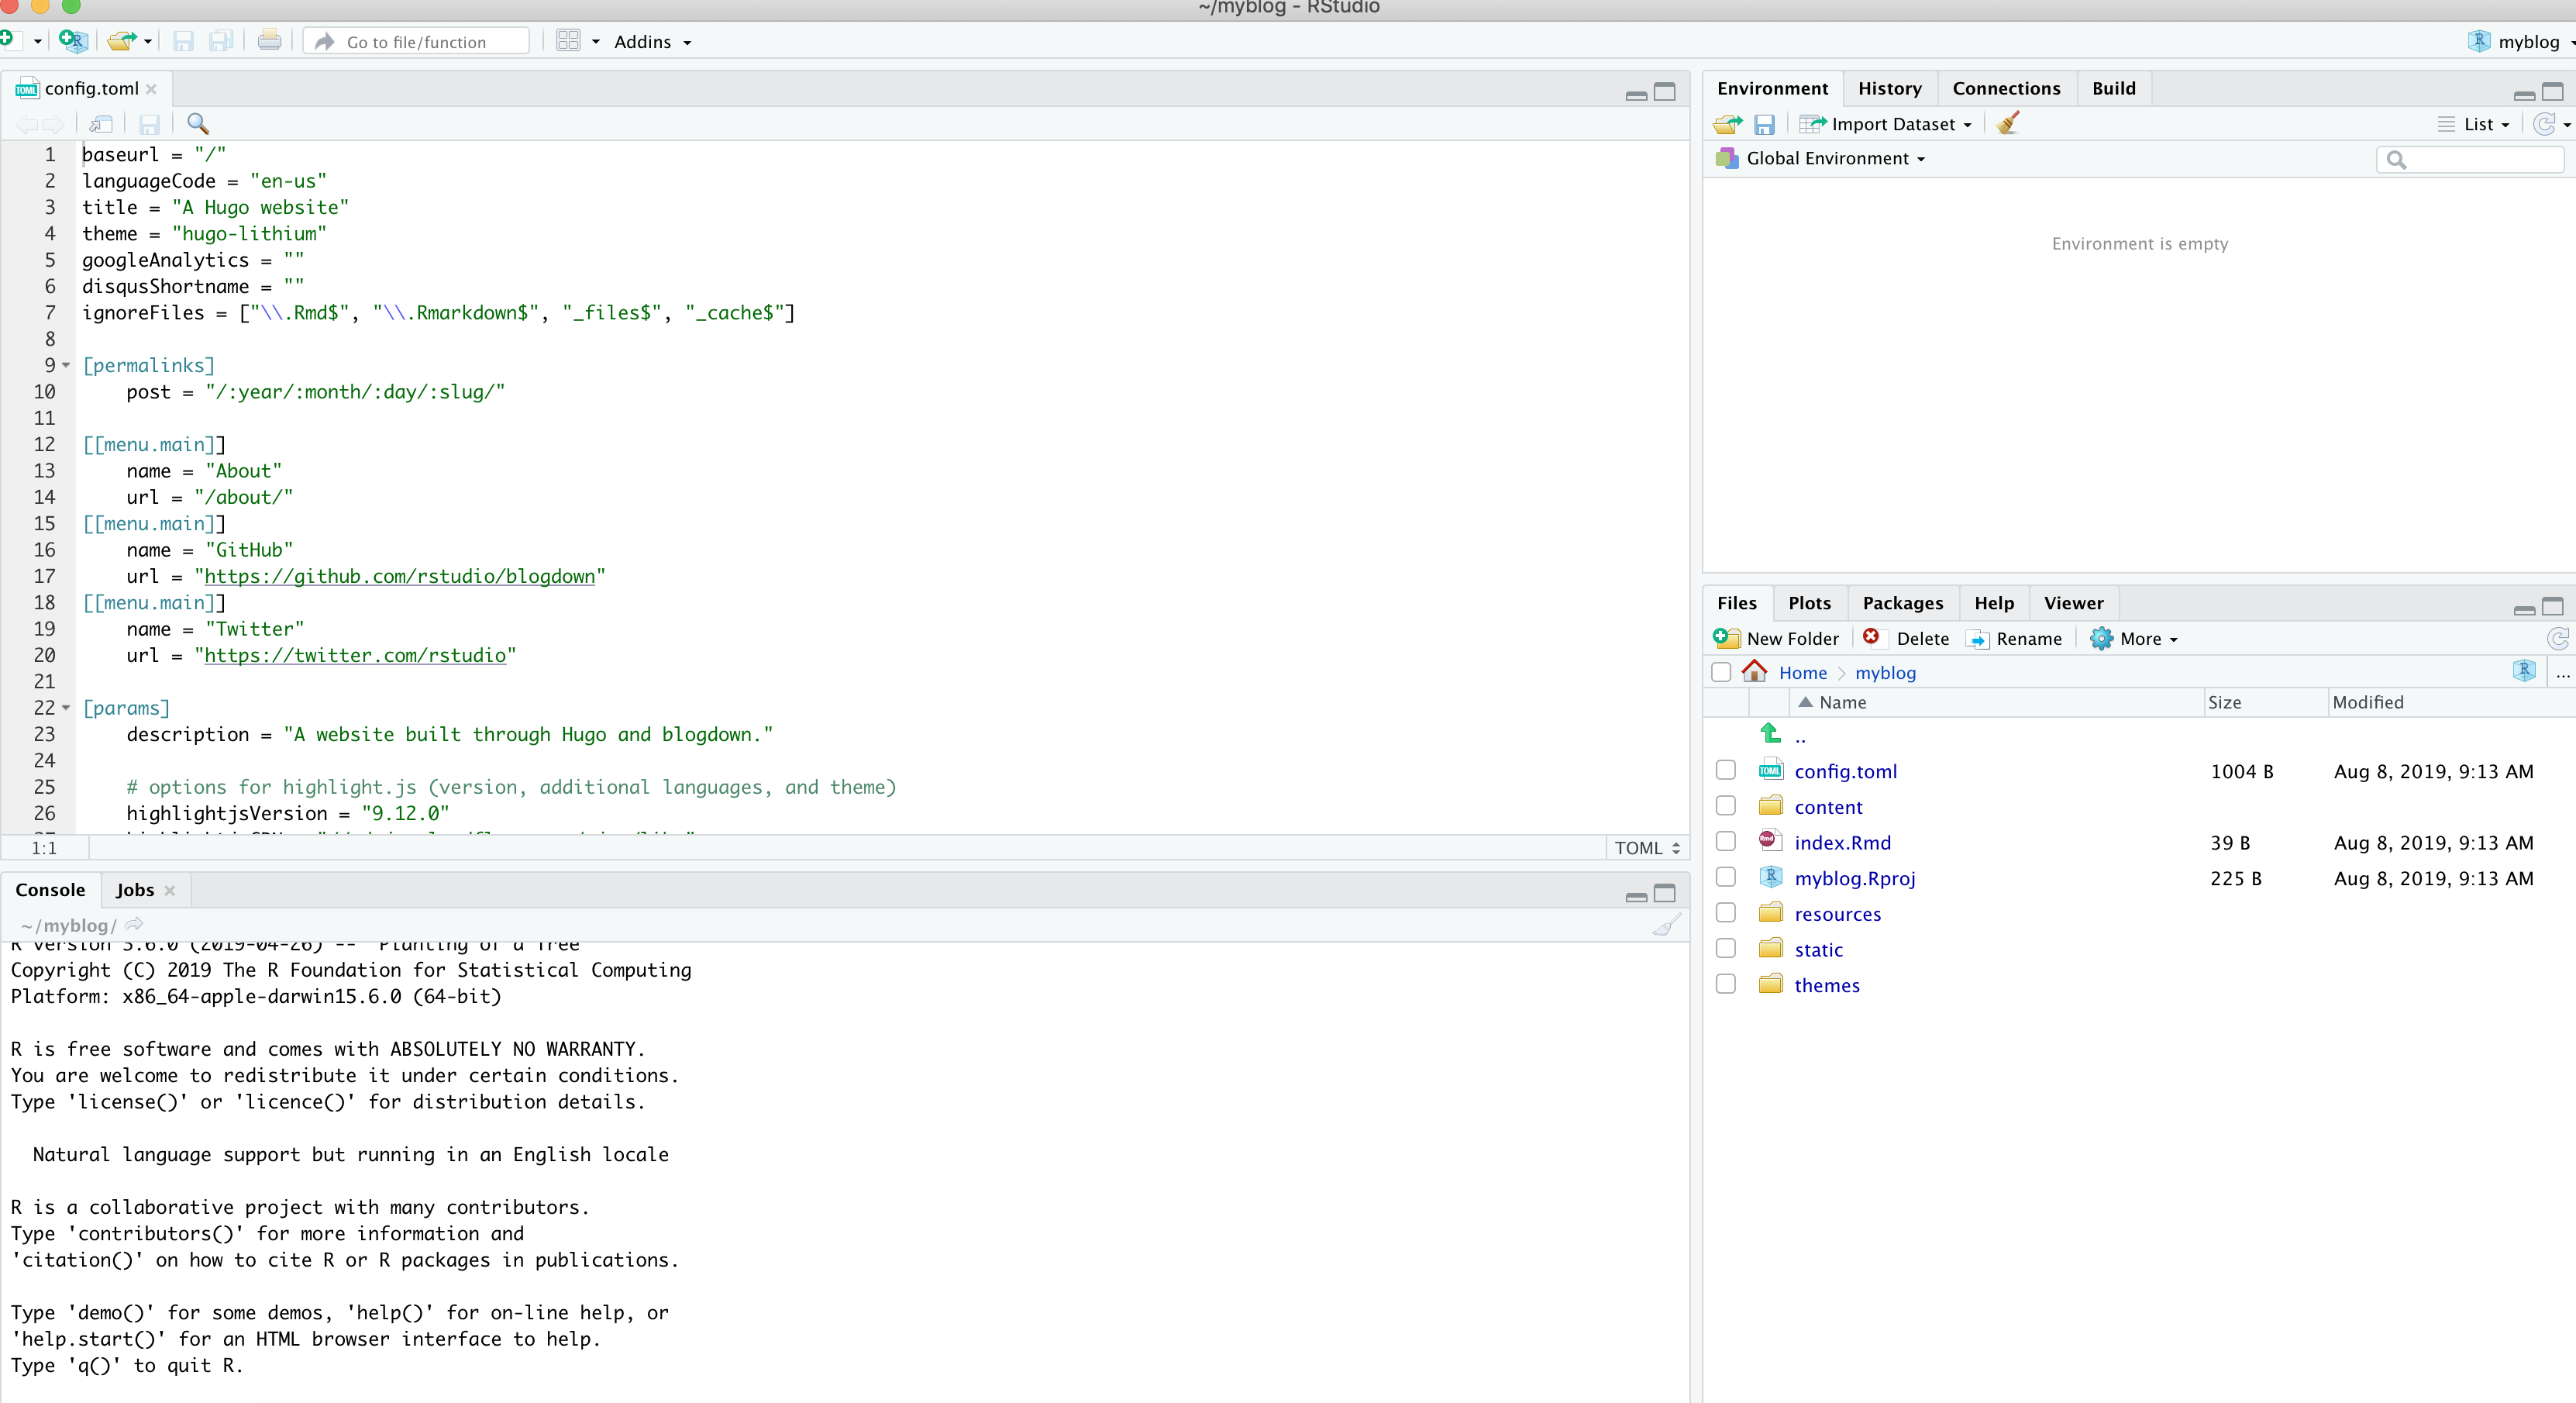 ~/myblog - RStudio
Go to file/function
Addins
myblog
config.toml
1 baseurl = "/"
2 languageCode = "en-us"
3 title = "A Hugo website"
4 theme = "hugo-lithium"
5 googleAnalytics = ""
6 disqusShortname = ""
7 ignoreFiles = ["\\.Rmd$", "\\.Rmarkdown$", "_files$", "_cache$"]
8
9 [permalinks]
10 post = "/:year/:month/:day/:slug/"
11
12 [[menu.main]]
13 name = "About"
14 url = "/about/"
15 [[menu.main]]
16 name = "GitHub"
17 url = "https://github.com/rstudio/blogdown"
18 [[menu.main]]
19 name = "Twitter"
20 url = "https://twitter.com/rstudio"
21
22 [params]
23 description = "A website built through Hugo and blogdown."
24
25 # options for highlight.js (version, additional languages, and theme)
26 highlightjsVersion = "9.12.0"
1:1
TOML
Console
Jobs
~/myblog/
R version 3.6.0 (2019-04-26) -- "Planting of a Tree"
Copyright (C) 2019 The R Foundation for Statistical Computing
Platform: x86_64-apple-darwin15.6.0 (64-bit)
R is free software and comes with ABSOLUTELY NO WARRANTY.
You are welcome to redistribute it under certain conditions.
Type 'license()' or 'licence()' for distribution details.
Natural language support but running in an English locale
R is a collaborative project with many contributors.
Type 'contributors()' for more information and
'citation()' on how to cite R or R packages in publications.
Type 'demo()' for some demos, 'help()' for on-line help, or
'help.start()' for an HTML browser interface to help.
Type 'q()' to quit R.
Environment
History
Connections
Build
Import Dataset
List
Global Environment
Environment is empty
Files
Plots
Packages
Help
Viewer
New Folder
Delete
Rename
More
Home
myblog
...
Name
Size
Modified
..
TOML config.toml 1004 B Aug 8, 2019, 9:13 AM
content
index.Rmd 39 B Aug 8, 2019, 9:13 AM
myblog.Rproj 225 B Aug 8, 2019, 9:13 AM
resources
static
themes